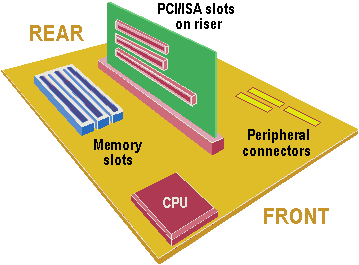 PCI/ISA slots
on riser
REAR
Memory
slots
Peripheral
connectors
CPU
FRONT